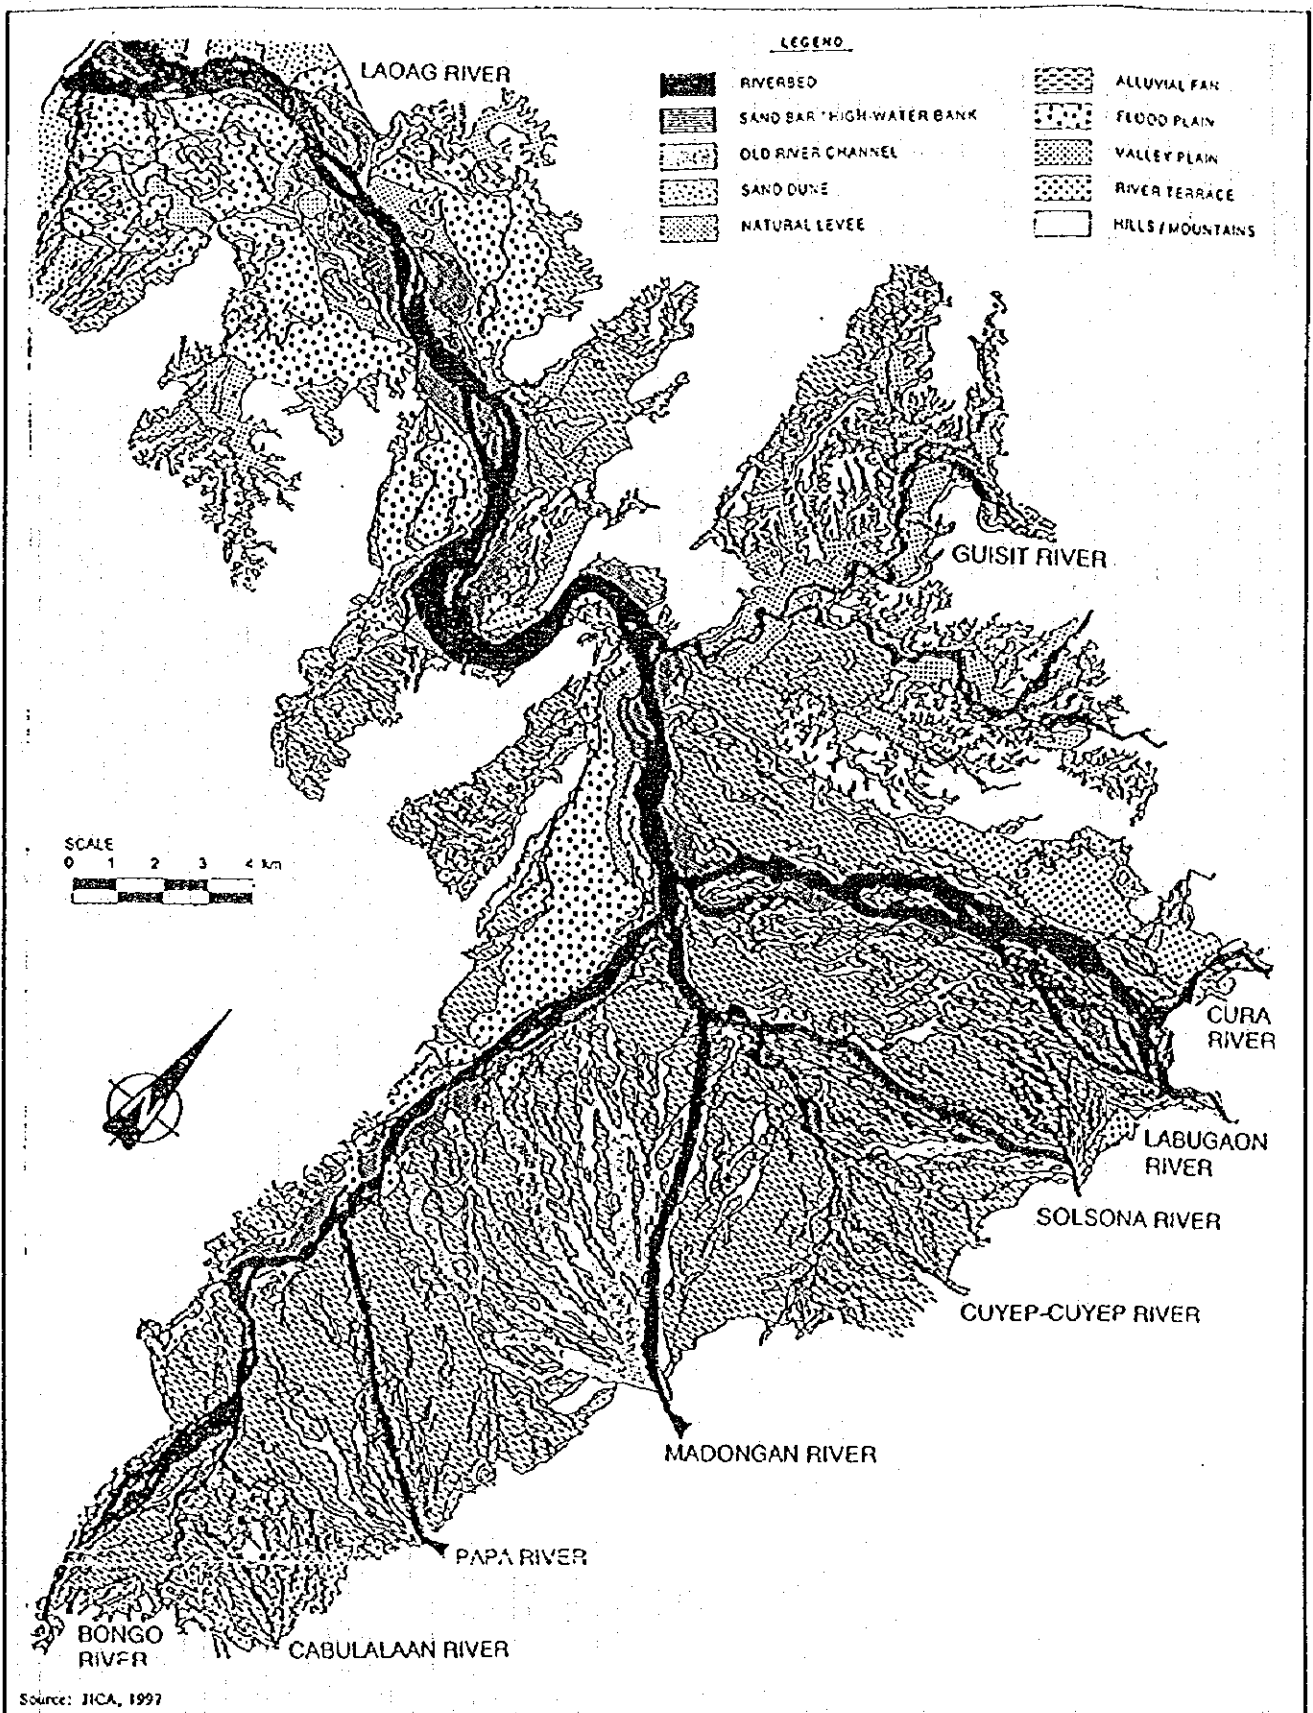 LEGEND
RIVERBED
SAND BAR / HIGH-WATER BANK
OLD RIVER CHANNEL
SAND DUNE
NATURAL LEVEE
ALLUVIAL FAN
FLOOD PLAIN
VALLEY PLAIN
RIVER TERRACE
HILLS / MOUNTAINS
LAOAG RIVER
GUISIT RIVER
SCALE
0 1 2 3 4 km
CURA
RIVER
LABUGAON
RIVER
SOLSONA RIVER
CUYEP-CUYEP RIVER
MADONGAN RIVER
PAPA RIVER
BONGO
RIVER
CABULALAAN RIVER
Source: JICA, 1997